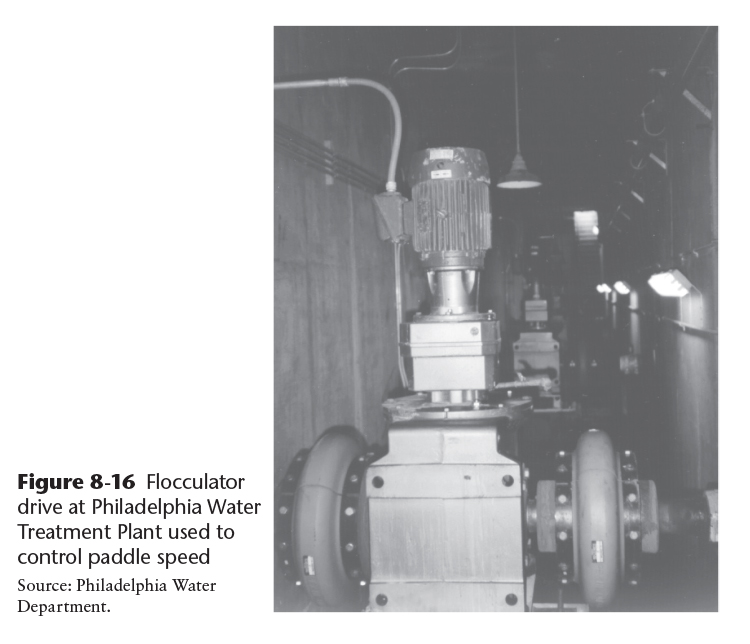 Figure 8-16 Flocculator
drive at Philadelphia Water
Treatment Plant used to
control paddle speed
Source: Philadelphia Water
Department.